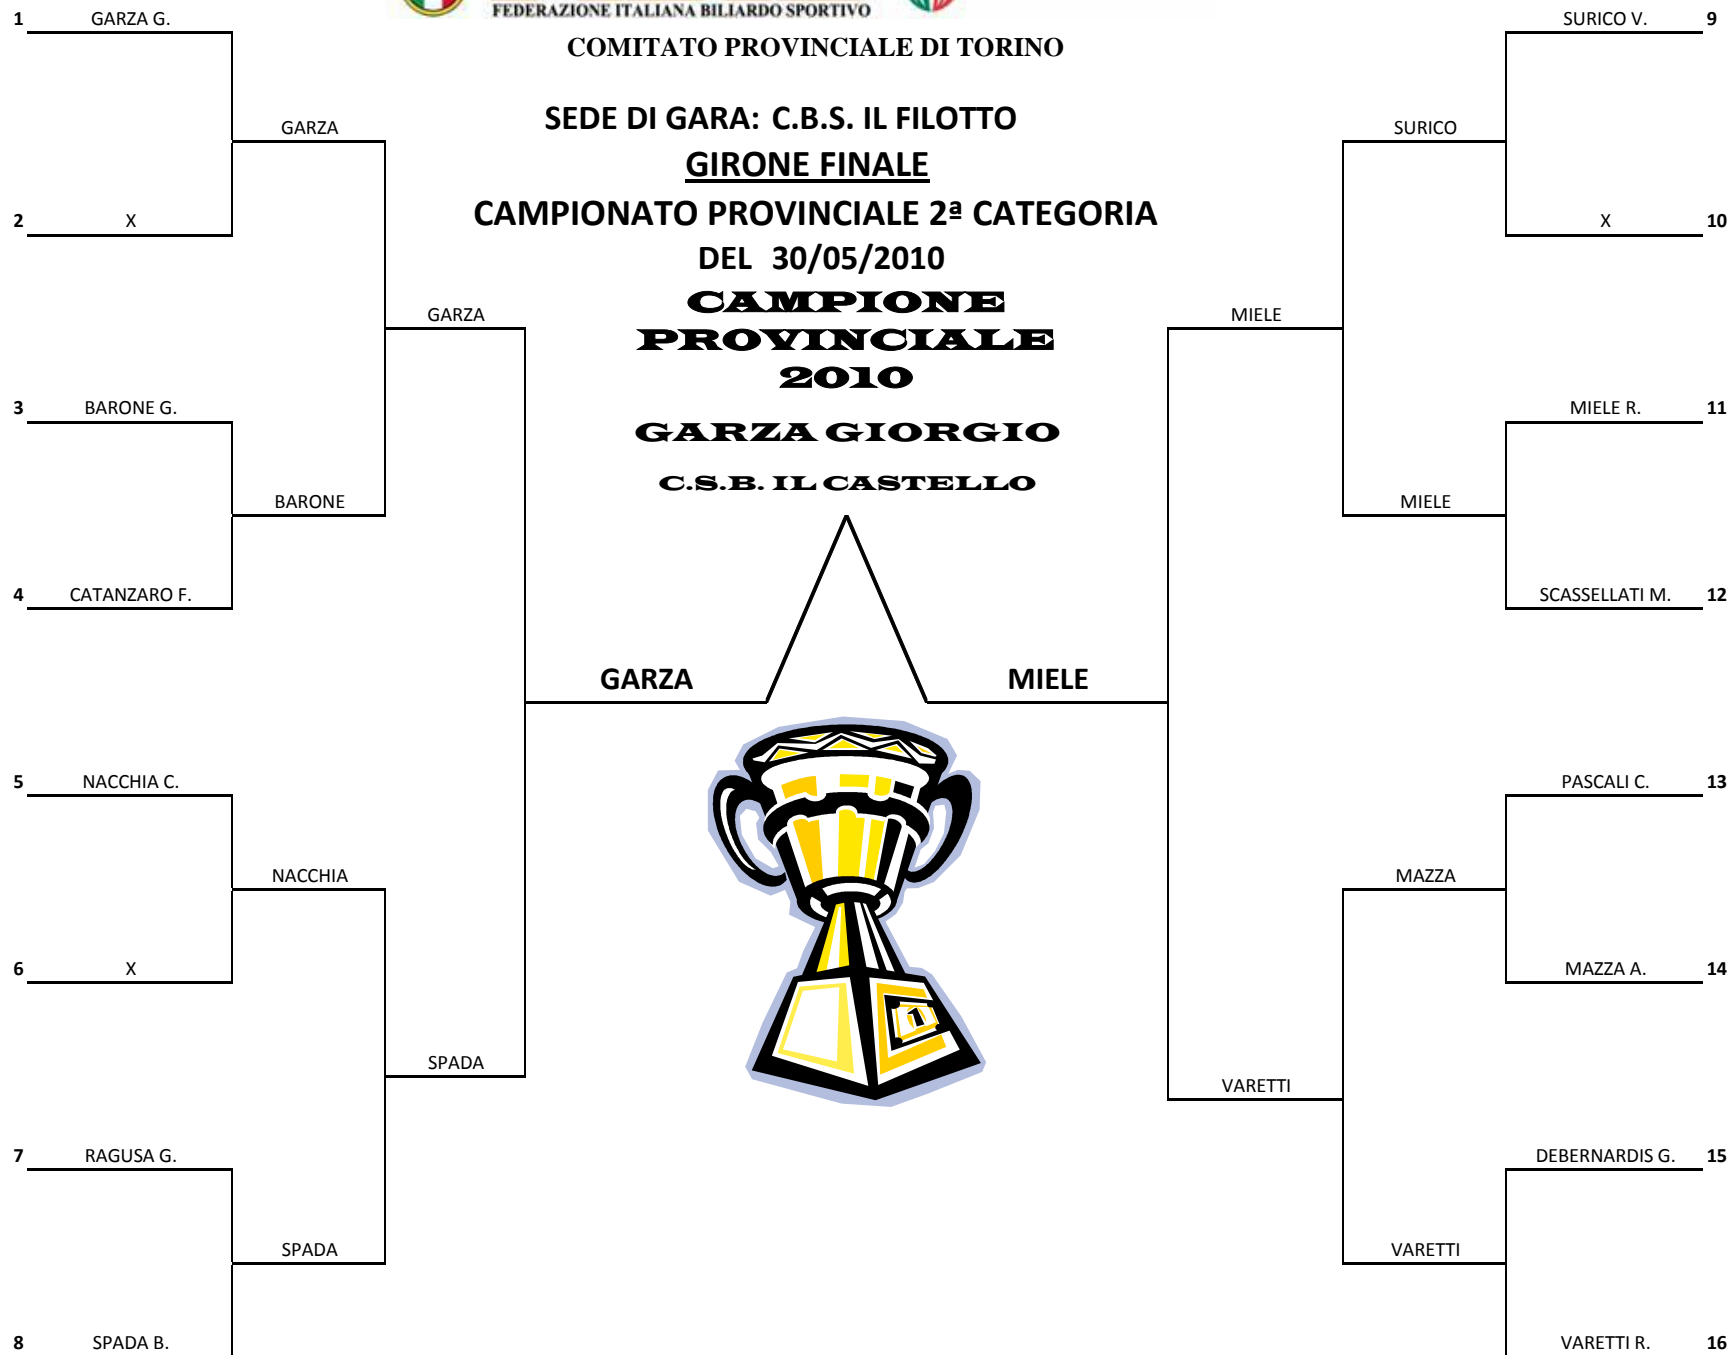 FEDERAZIONE ITALIANA BILIARDO SPORTIVO
COMITATO PROVINCIALE DI TORINO
SEDE DI GARA: C.B.S. IL FILOTTO
GIRONE FINALE
CAMPIONATO PROVINCIALE 2ª CATEGORIA
DEL 30/05/2010
CAMPIONE
PROVINCIALE
2010
GARZA GIORGIO
C.S.B. IL CASTELLO
1 GARZA G.
GARZA
2 X
GARZA
3 BARONE G.
BARONE
4 CATANZARO F.
GARZA
5 NACCHIA C.
NACCHIA
6 X
SPADA
7 RAGUSA G.
SPADA
8 SPADA B.
SURICO V. 9
SURICO
X 10
MIELE
MIELE R. 11
MIELE
SCASSELLATI M. 12
MIELE
PASCALI C. 13
MAZZA
MAZZA A. 14
VARETTI
DEBERNARDIS G. 15
VARETTI
VARETTI R. 16
1